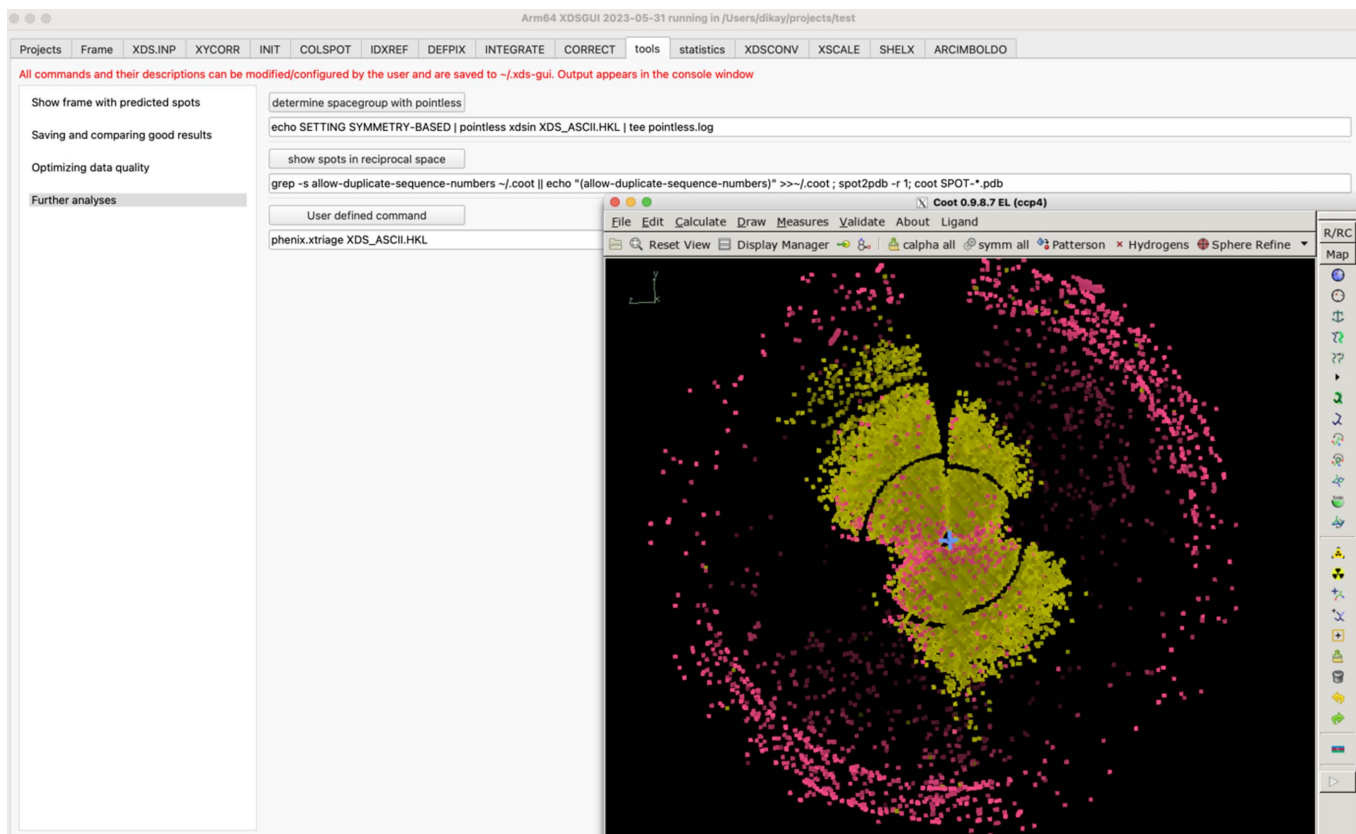 Arm64 XDSGUI 2023-05-31 running in /Users/dikay/projects/test
Projects Frame XDS.INP XYCORR INIT COLSPOT IDXREF DEFPIX INTEGRATE CORRECT tools statistics XDSCONV XSCALE SHELX ARCIMBOLDO
All commands and their descriptions can be modified/configured by the user and are saved to ~/.xds-gui. Output appears in the console window
Show frame with predicted spots
Saving and comparing good results
Optimizing data quality
Further analyses
determine spacegroup with pointless
echo SETTING SYMMETRY-BASED | pointless xdsin XDS_ASCII.HKL | tee pointless.log
show spots in reciprocal space
grep -s allow-duplicate-sequence-numbers ~/.coot || echo "(allow-duplicate-sequence-numbers)" >>~/.coot ; spot2pdb -r 1; coot SPOT-*.pdb
User defined command
phenix.xtriage XDS_ASCII.HKL
X Coot 0.9.8.7 EL (ccp4)
File Edit Calculate Draw Measures Validate About Ligand
Reset View Display Manager calpha all symm all Patterson Hydrogens Sphere Refine
R/RC
Map
y
z x
Side